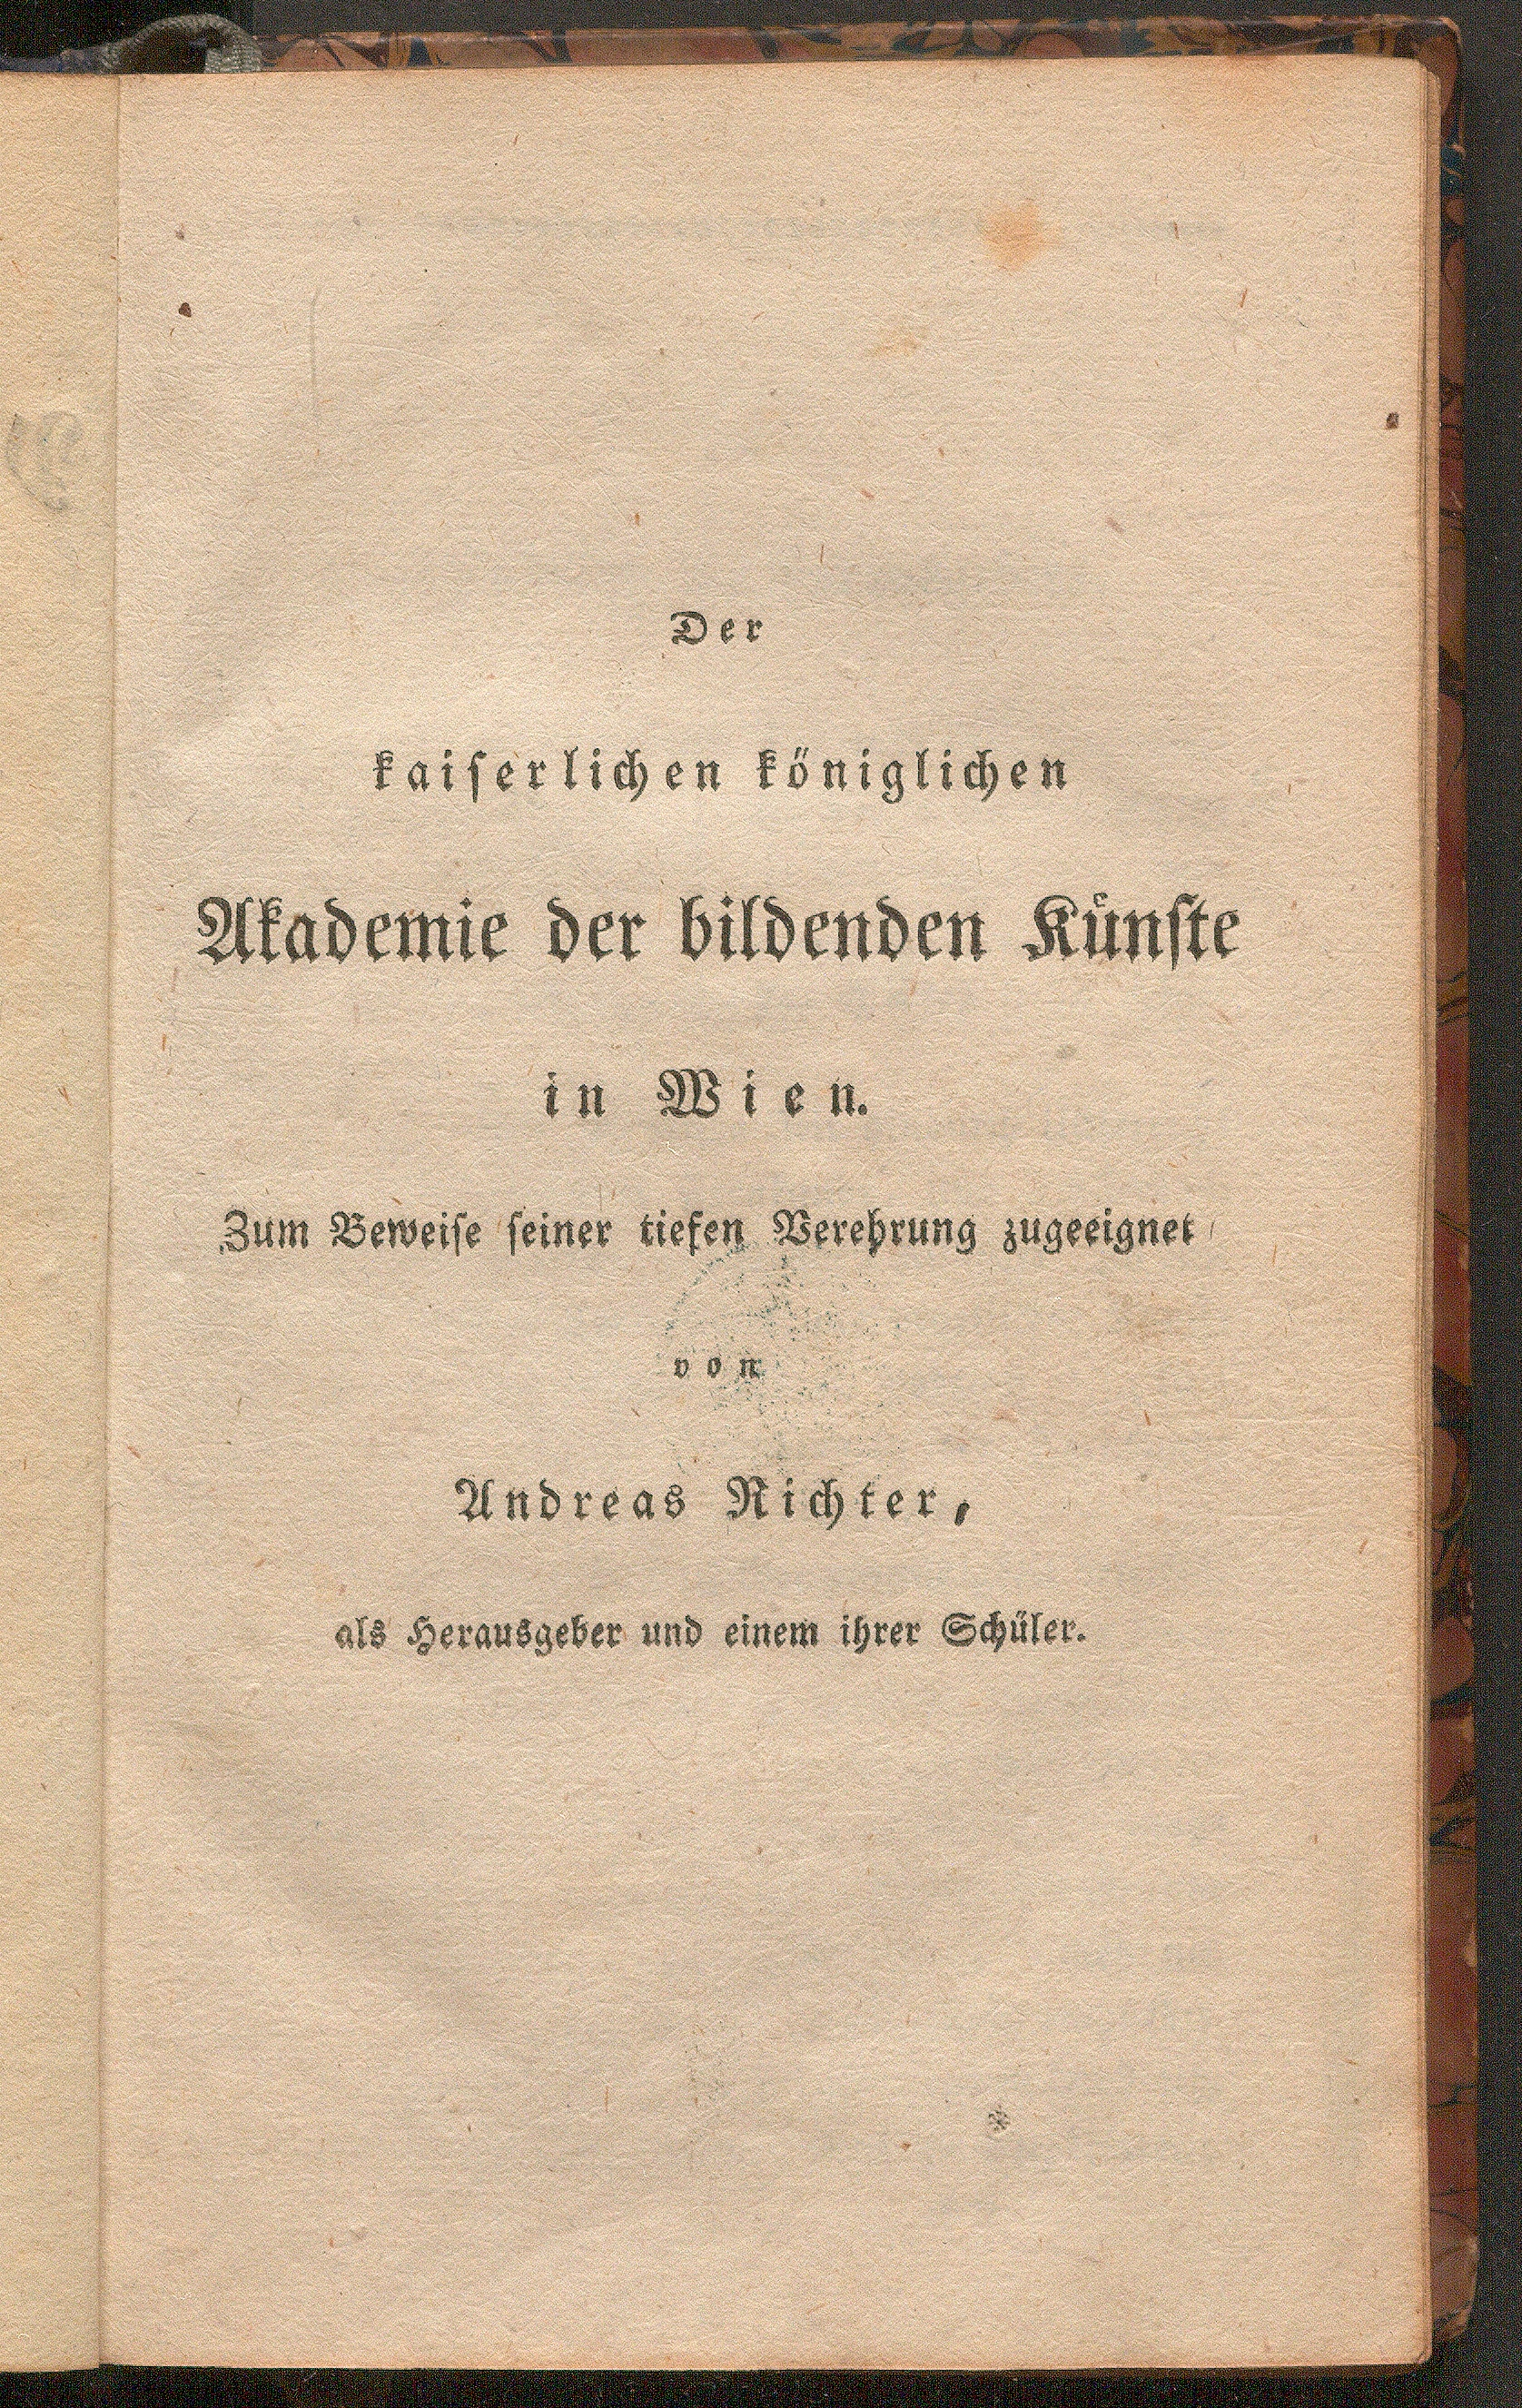 Der
kaiserlichen königlichen
Akademie der bildenden Künste
in Wien.
Zum Beweise seiner tiefen Verehrung zugeeignet
von
Andreas Richter,
als Herausgeber und einem ihrer Schüler.
*